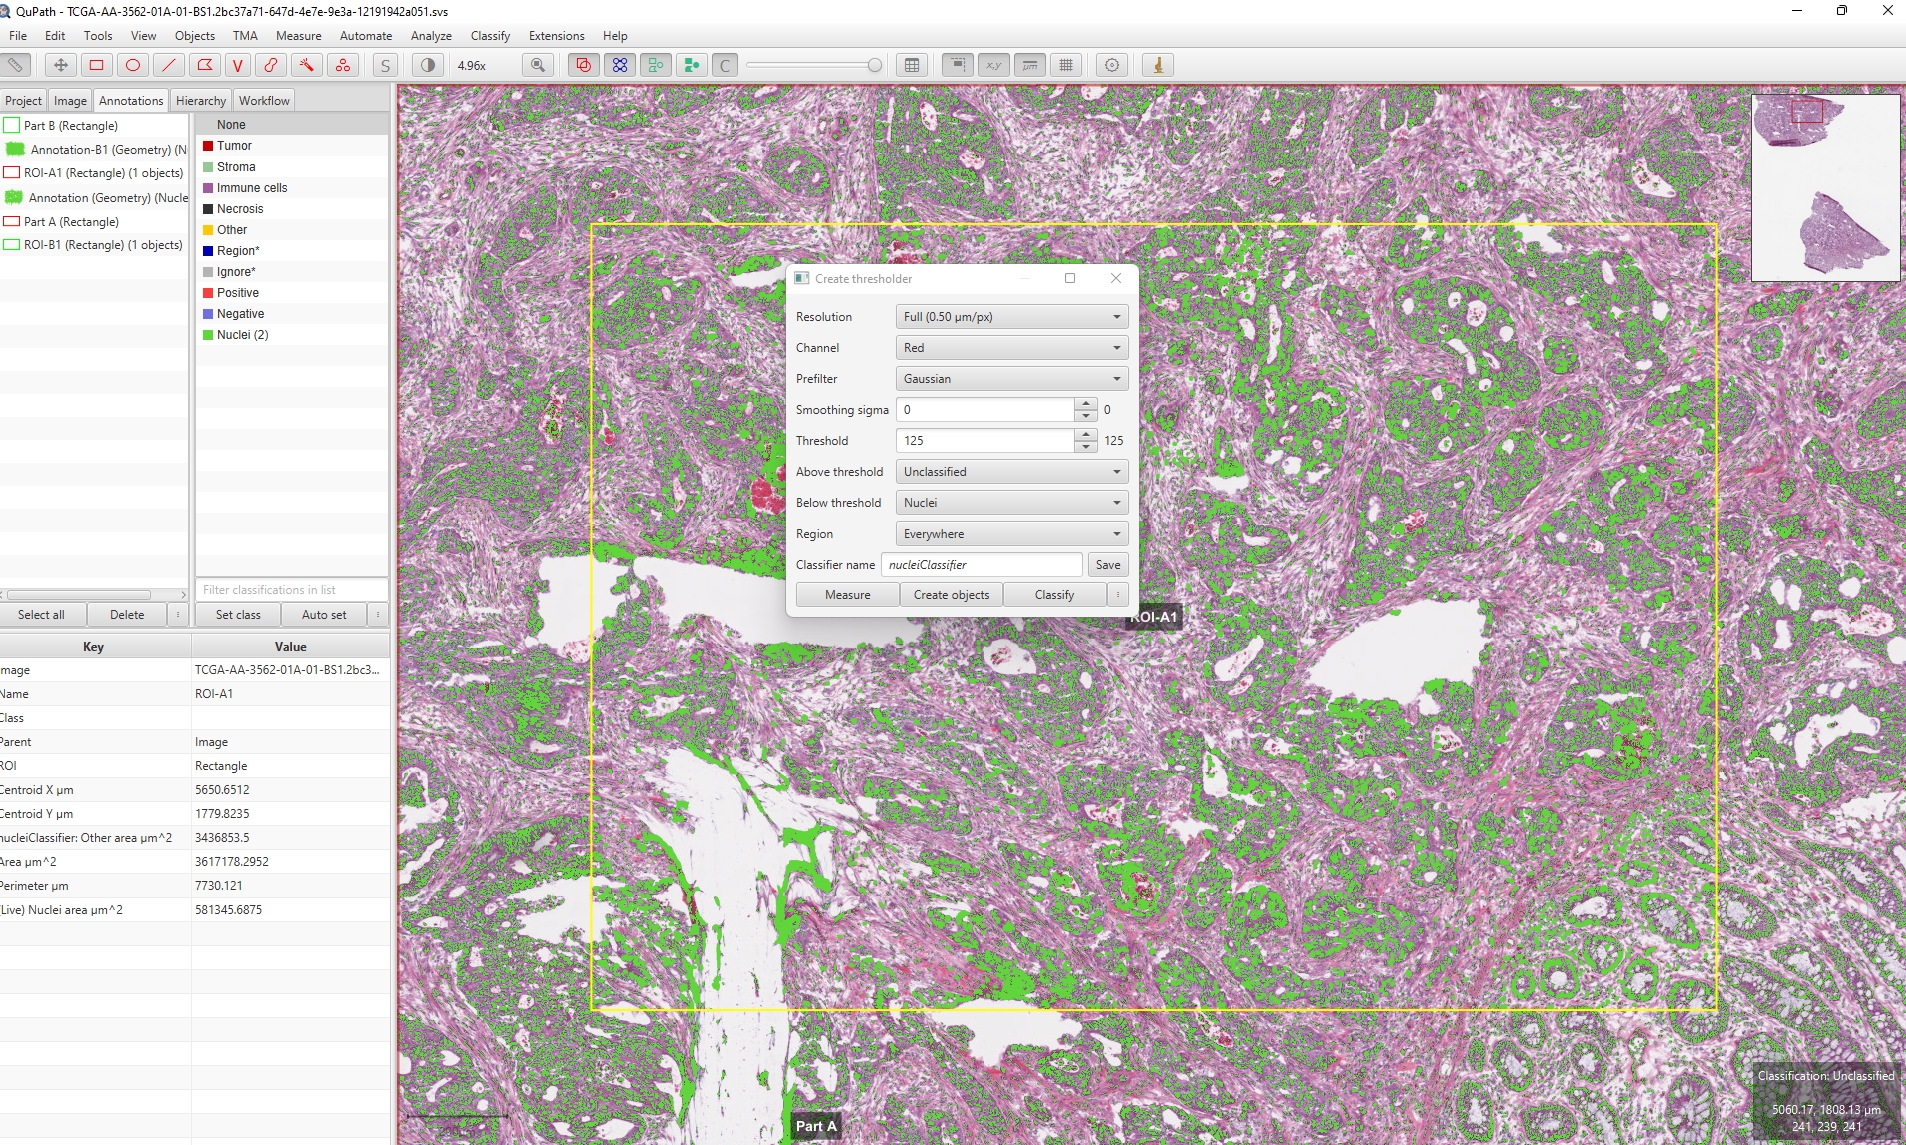 QuPath - TCGA-AA-3562-01A-01-BS1.2bc37a71-647d-4e7e-9e3a-12191942a051.svs
File Edit Tools View Objects TMA Measure Automate Analyze Classify Extensions Help
V S 4.96x C x,y µm
Project Image Annotations Hierarchy Workflow
Part B (Rectangle)
Annotation-B1 (Geometry) (N
ROI-A1 (Rectangle) (1 objects)
Annotation (Geometry) (Nucle
Part A (Rectangle)
ROI-B1 (Rectangle) (1 objects)
None
Tumor
Stroma
Immune cells
Necrosis
Other
Region*
Ignore*
Positive
Negative
Nuclei (2)
Filter classifications in list
Select all Delete Set class Auto set
Key Value
mage TCGA-AA-3562-01A-01-BS1.2bc3...
Name ROI-A1
Class
Parent Image
ROI Rectangle
Centroid X µm 5650.6512
Centroid Y µm 1779.8235
nucleiClassifier: Other area µm^2 3436853.5
Area µm^2 3617178.2952
Perimeter µm 7730.121
(Live) Nuclei area µm^2 581345.6875
Create thresholder
Resolution Full (0.50 µm/px)
Channel Red
Prefilter Gaussian
Smoothing sigma 0 0
Threshold 125 125
Above threshold Unclassified
Below threshold Nuclei
Region Everywhere
Classifier name nucleiClassifier Save
Measure Create objects Classify
ROI-A1
Part A
Classification: Unclassified
5060.17, 1808.13 µm
241, 239, 241